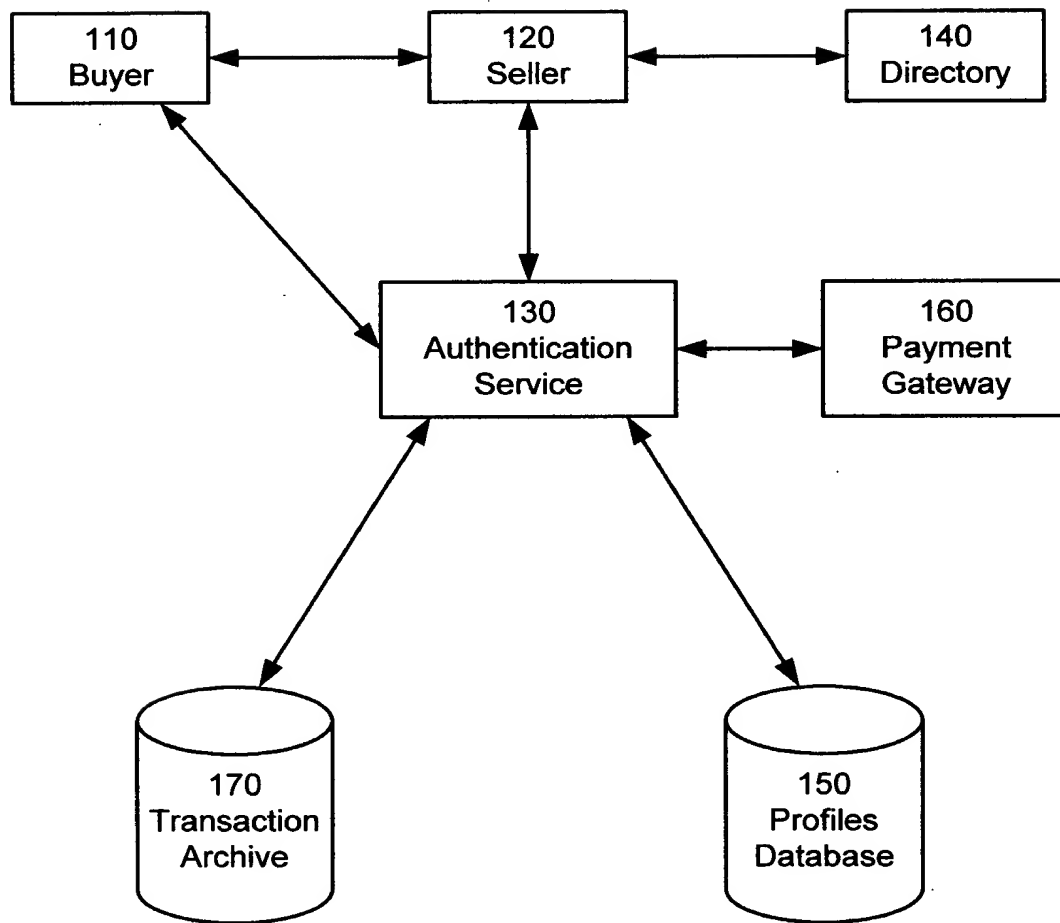 110
Buyer
120
Seller
140
Directory
130
Authentication
Service
160
Payment
Gateway
170
Transaction
Archive
150
Profiles
Database